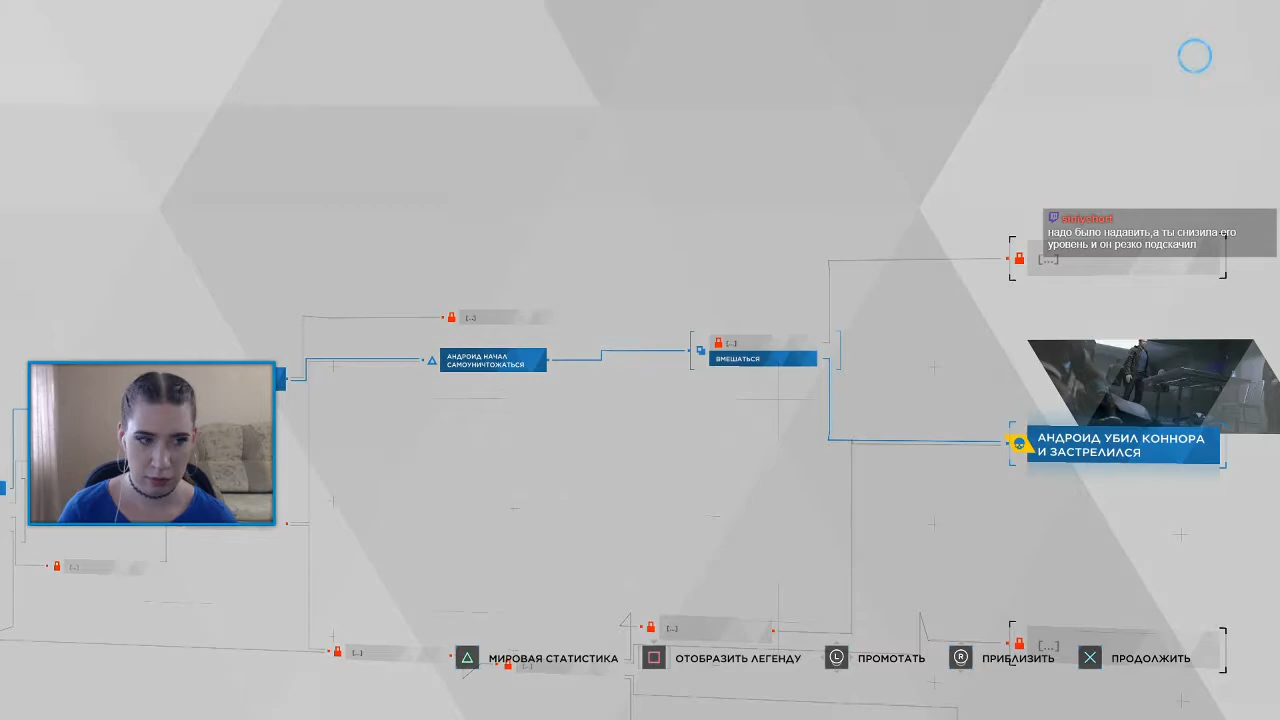 siniychort
надо было надавить,а ты снизила его
уровень и он резко подскачил
[...]
[...]
[...]
АНДРОИД НАЧАЛ
САМОУНИЧТОЖАТЬСЯ
ВМЕШАТЬСЯ
АНДРОИД УБИЛ КОННОРА
И ЗАСТРЕЛИЛСЯ
[...]
[...]
[...]
[...]
[...]
МИРОВАЯ СТАТИСТИКА
ОТОБРАЗИТЬ ЛЕГЕНДУ
L
ПРОМОТАТЬ
R
ПРИБЛИЗИТЬ
ПРОДОЛЖИТЬ